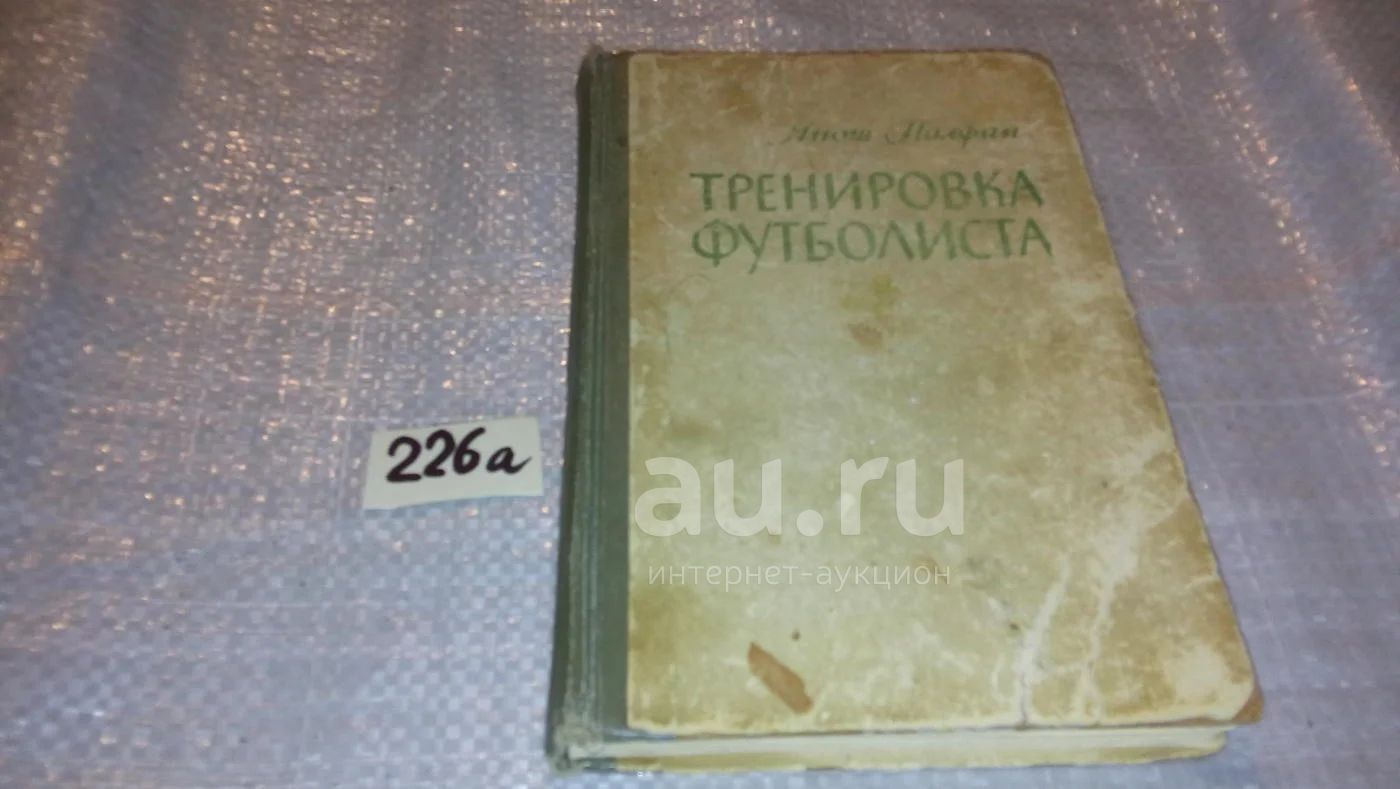 ТРЕНИРОВКА
ФУТБОЛИСТА
226а
au.ru
интернет-аукцион